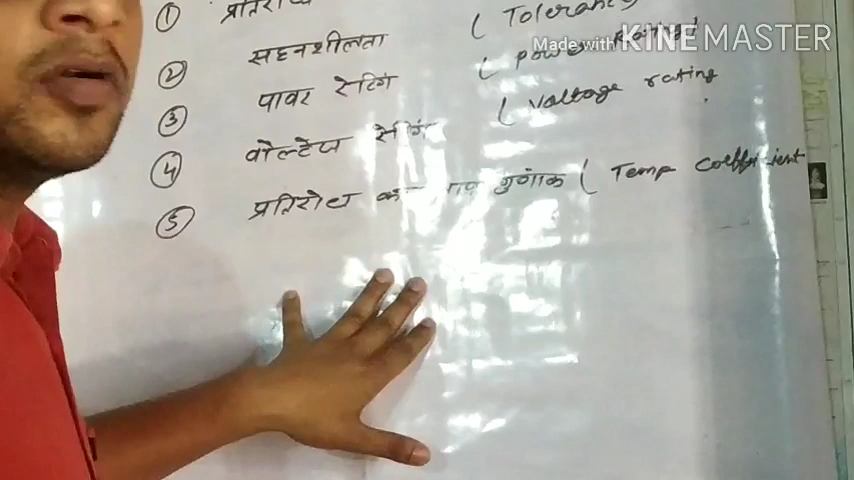 ① प्रतिरोध
② सहनशीलता ( Tolerancy
③ पावर रेटिंग ( power Rating
④ वोल्टेज रेटिंग ( Voltage rating
⑤ प्रतिरोध का ताप गुणांक ( Temp coefficient
Made with KINEMASTER